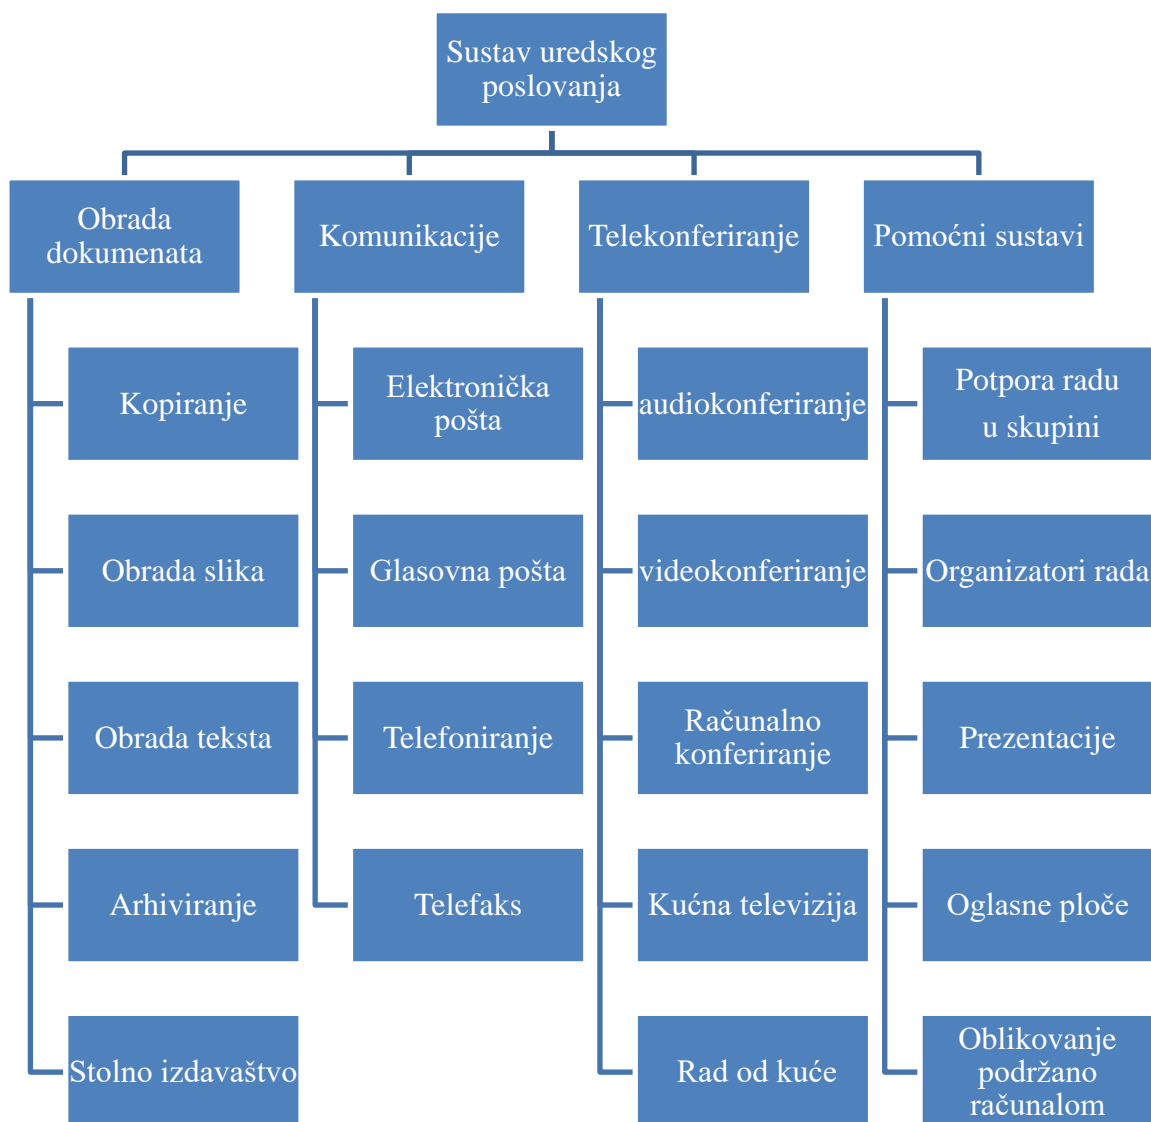 Sustav uredskog
poslovanja
Obrada
dokumenata
Komunikacije
Telekonferiranje
Pomoćni sustavi
Kopiranje
Elektronička
pošta
audiokonferiranje
Potpora radu
u skupini
Obrada slika
Glasovna pošta
videokonferiranje
Organizatori rada
Obrada teksta
Telefoniranje
Računalno
konferiranje
Prezentacije
Arhiviranje
Telefaks
Kućna televizija
Oglasne ploče
Stolno izdavaštvo
Rad od kuće
Oblikovanje
podržano
računalom